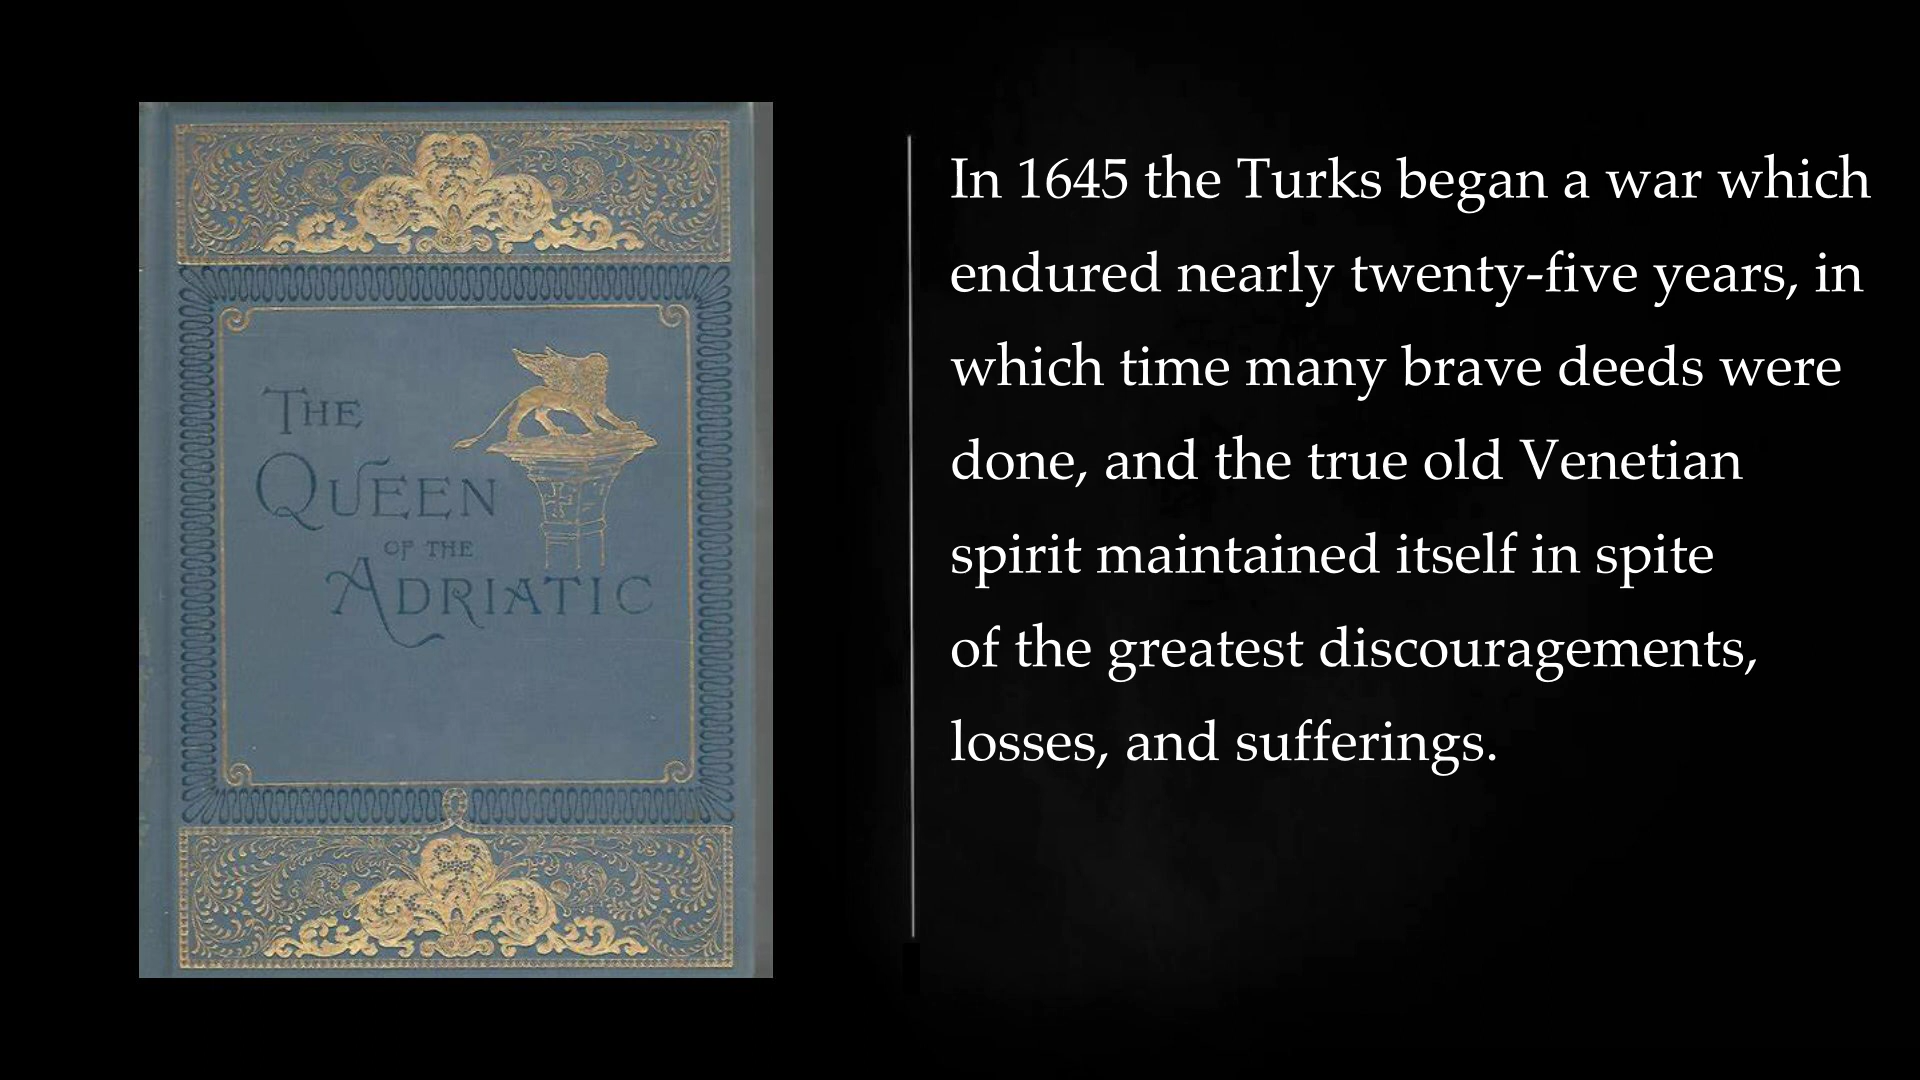 THE
QUEEN
OF THE
ADRIATIC
In 1645 the Turks began a war which
endured nearly twenty-five years, in
which time many brave deeds were
done, and the true old Venetian
spirit maintained itself in spite
of the greatest discouragements,
losses, and sufferings.